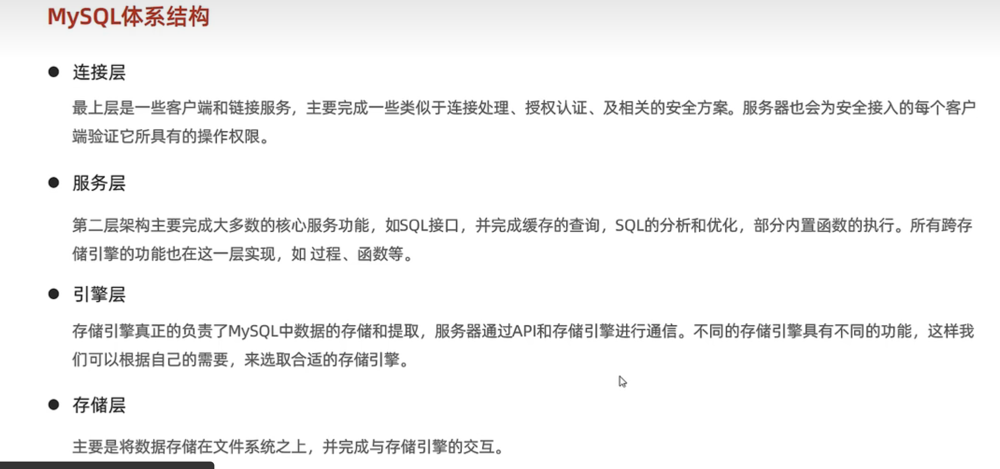 MySQL体系结构
● 连接层
最上层是一些客户端和链接服务，主要完成一些类似于连接处理、授权认证、及相关的安全方案。服务器也会为安全接入的每个客户
端验证它所具有的操作权限。
● 服务层
第二层架构主要完成大多数的核心服务功能，如SQL接口，并完成缓存的查询，SQL的分析和优化，部分内置函数的执行。所有跨存
储引擎的功能也在这一层实现，如 过程、函数等。
● 引擎层
存储引擎真正的负责了MySQL中数据的存储和提取，服务器通过API和存储引擎进行通信。不同的存储引擎具有不同的功能，这样我
们可以根据自己的需要，来选取合适的存储引擎。
● 存储层
主要是将数据存储在文件系统之上，并完成与存储引擎的交互。